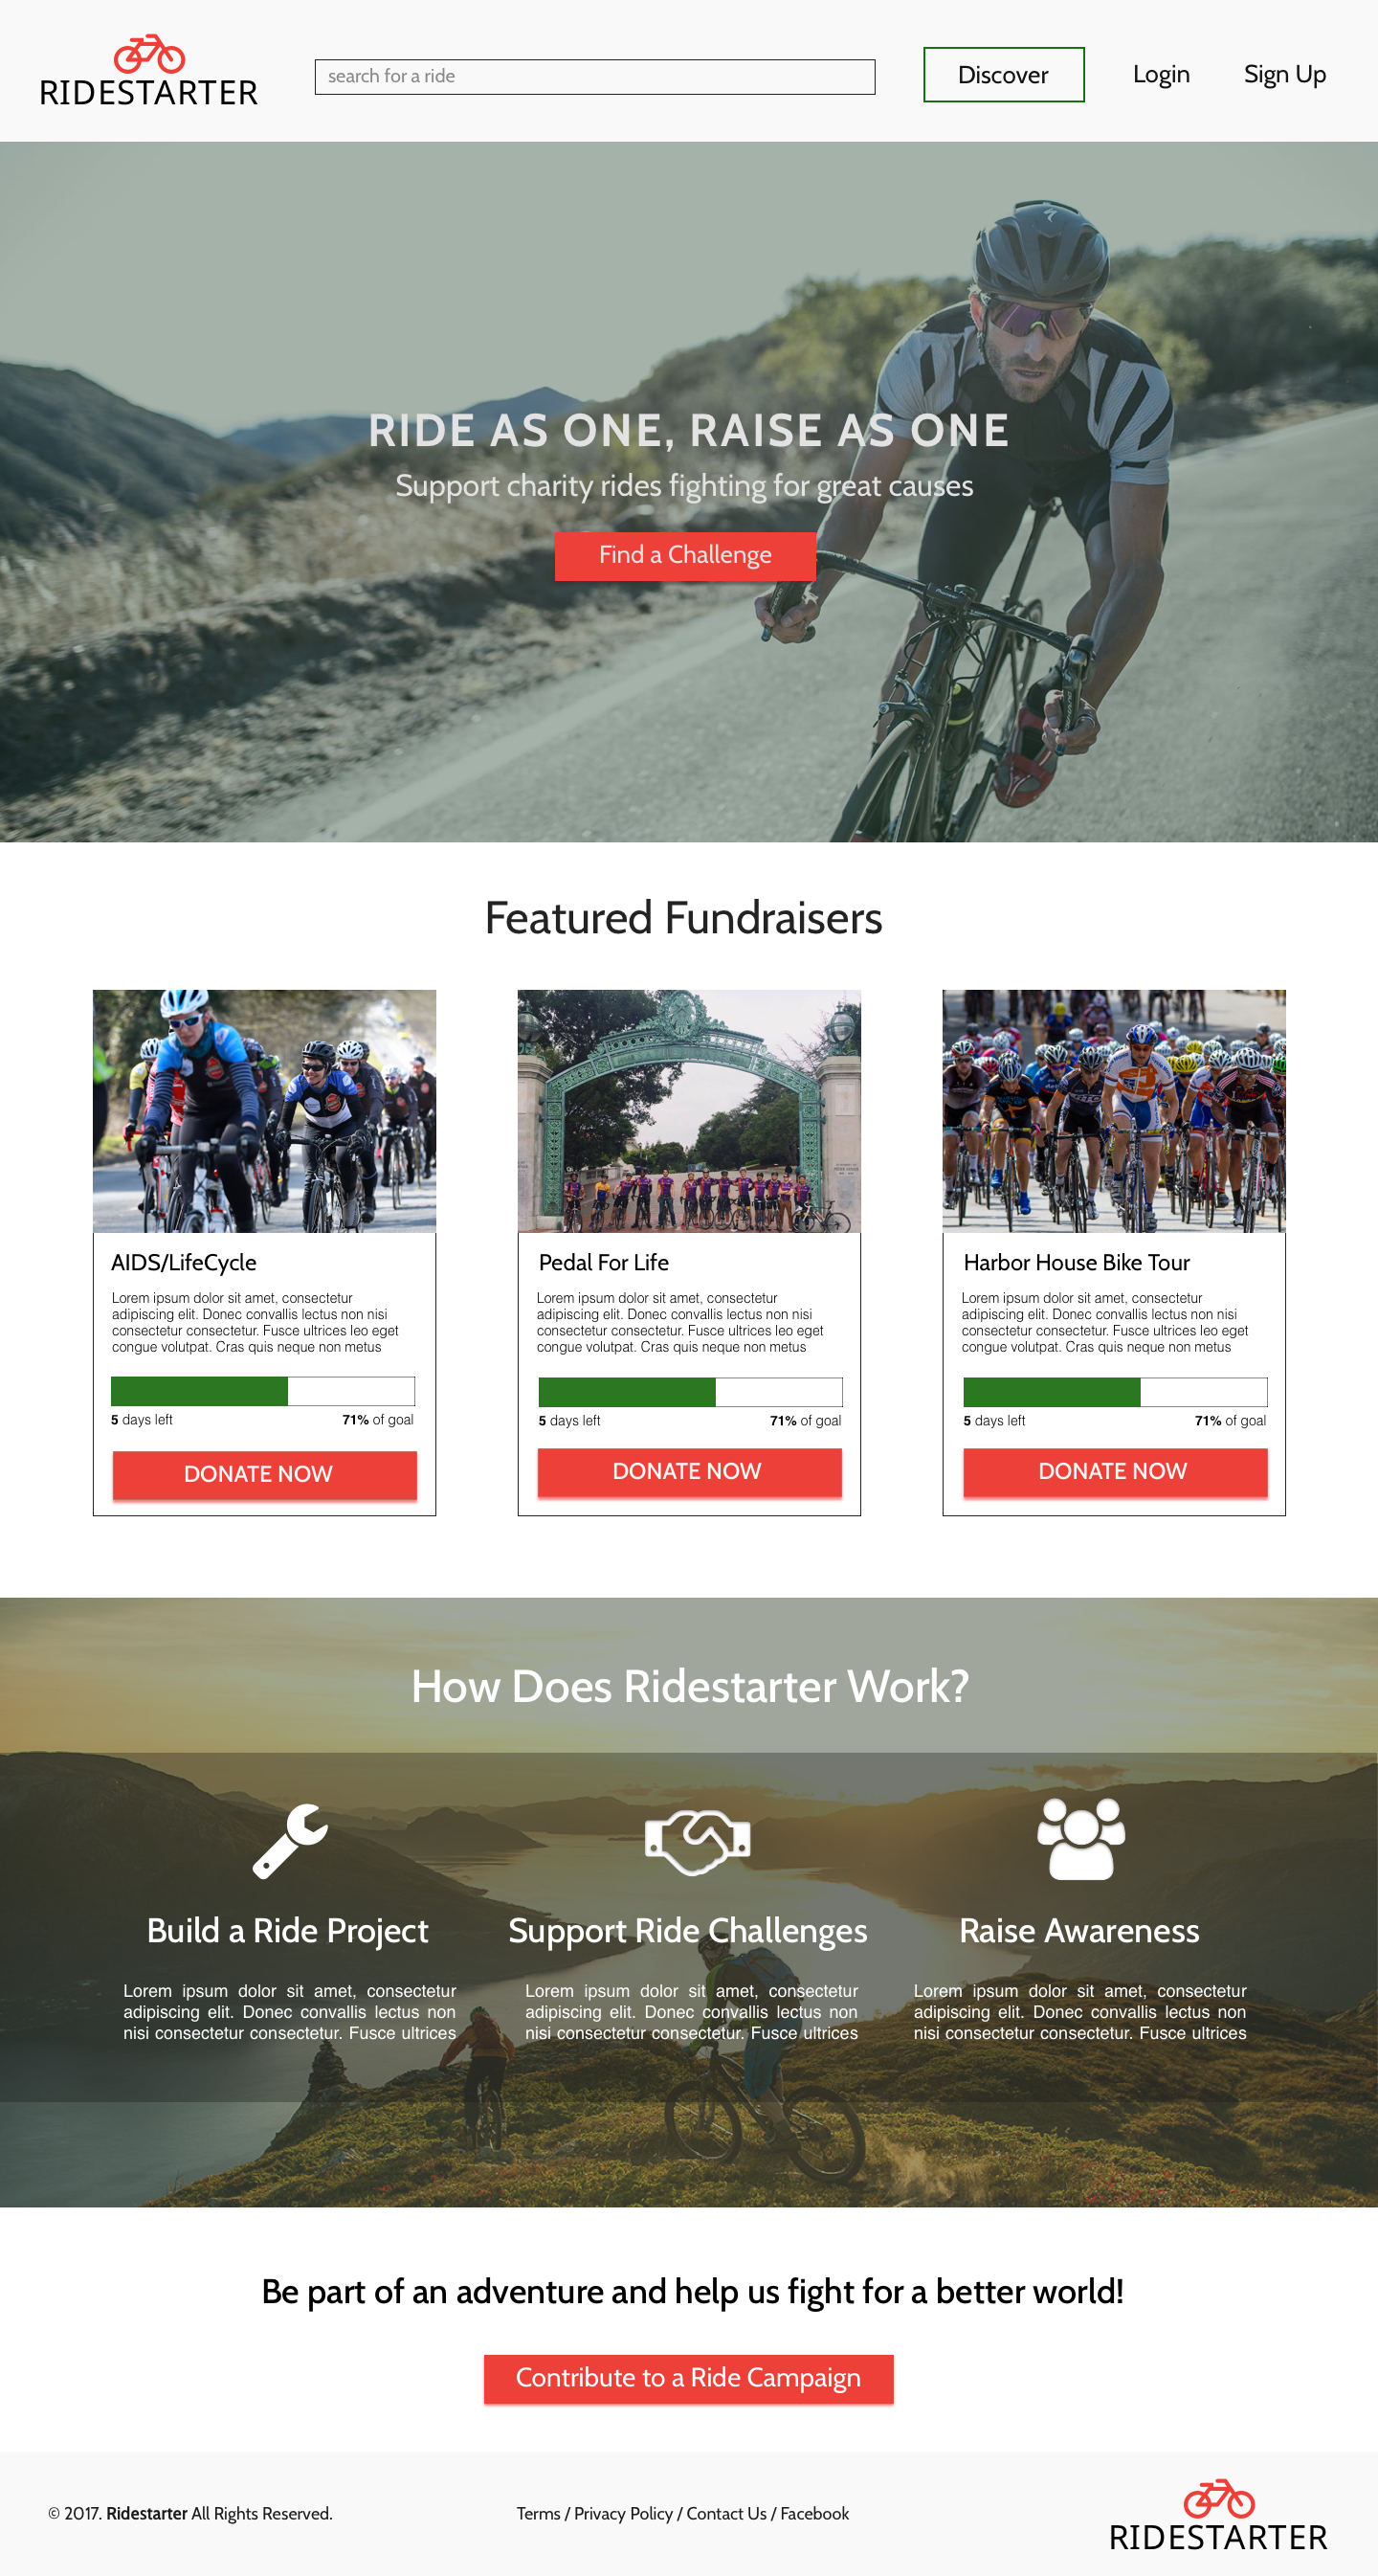 RIDESTARTER
search for a ride
Discover
Login
Sign Up
RIDE AS ONE, RAISE AS ONE
Support charity rides fighting for great causes
Find a Challenge
Featured Fundraisers
AIDS/LifeCycle
Lorem ipsum dolor sit amet, consectetur
adipiscing elit. Donec convallis lectus non nisi
consectetur consectetur. Fusce ultrices leo eget
congue volutpat. Cras quis neque non metus
5 days left
71% of goal
DONATE NOW
Pedal For Life
Lorem ipsum dolor sit amet, consectetur
adipiscing elit. Donec convallis lectus non nisi
consectetur consectetur. Fusce ultrices leo eget
congue volutpat. Cras quis neque non metus
5 days left
71% of goal
DONATE NOW
Harbor House Bike Tour
Lorem ipsum dolor sit amet, consectetur
adipiscing elit. Donec convallis lectus non nisi
consectetur consectetur. Fusce ultrices leo eget
congue volutpat. Cras quis neque non metus
5 days left
71% of goal
DONATE NOW
How Does Ridestarter Work?
Build a Ride Project
Lorem ipsum dolor sit amet, consectetur
adipiscing elit. Donec convallis lectus non
nisi consectetur consectetur. Fusce ultrices
Support Ride Challenges
Lorem ipsum dolor sit amet, consectetur
adipiscing elit. Donec convallis lectus non
nisi consectetur consectetur. Fusce ultrices
Raise Awareness
Lorem ipsum dolor sit amet, consectetur
adipiscing elit. Donec convallis lectus non
nisi consectetur consectetur. Fusce ultrices
Be part of an adventure and help us fight for a better world!
Contribute to a Ride Campaign
© 2017. Ridestarter All Rights Reserved.
Terms / Privacy Policy / Contact Us / Facebook
RIDESTARTER